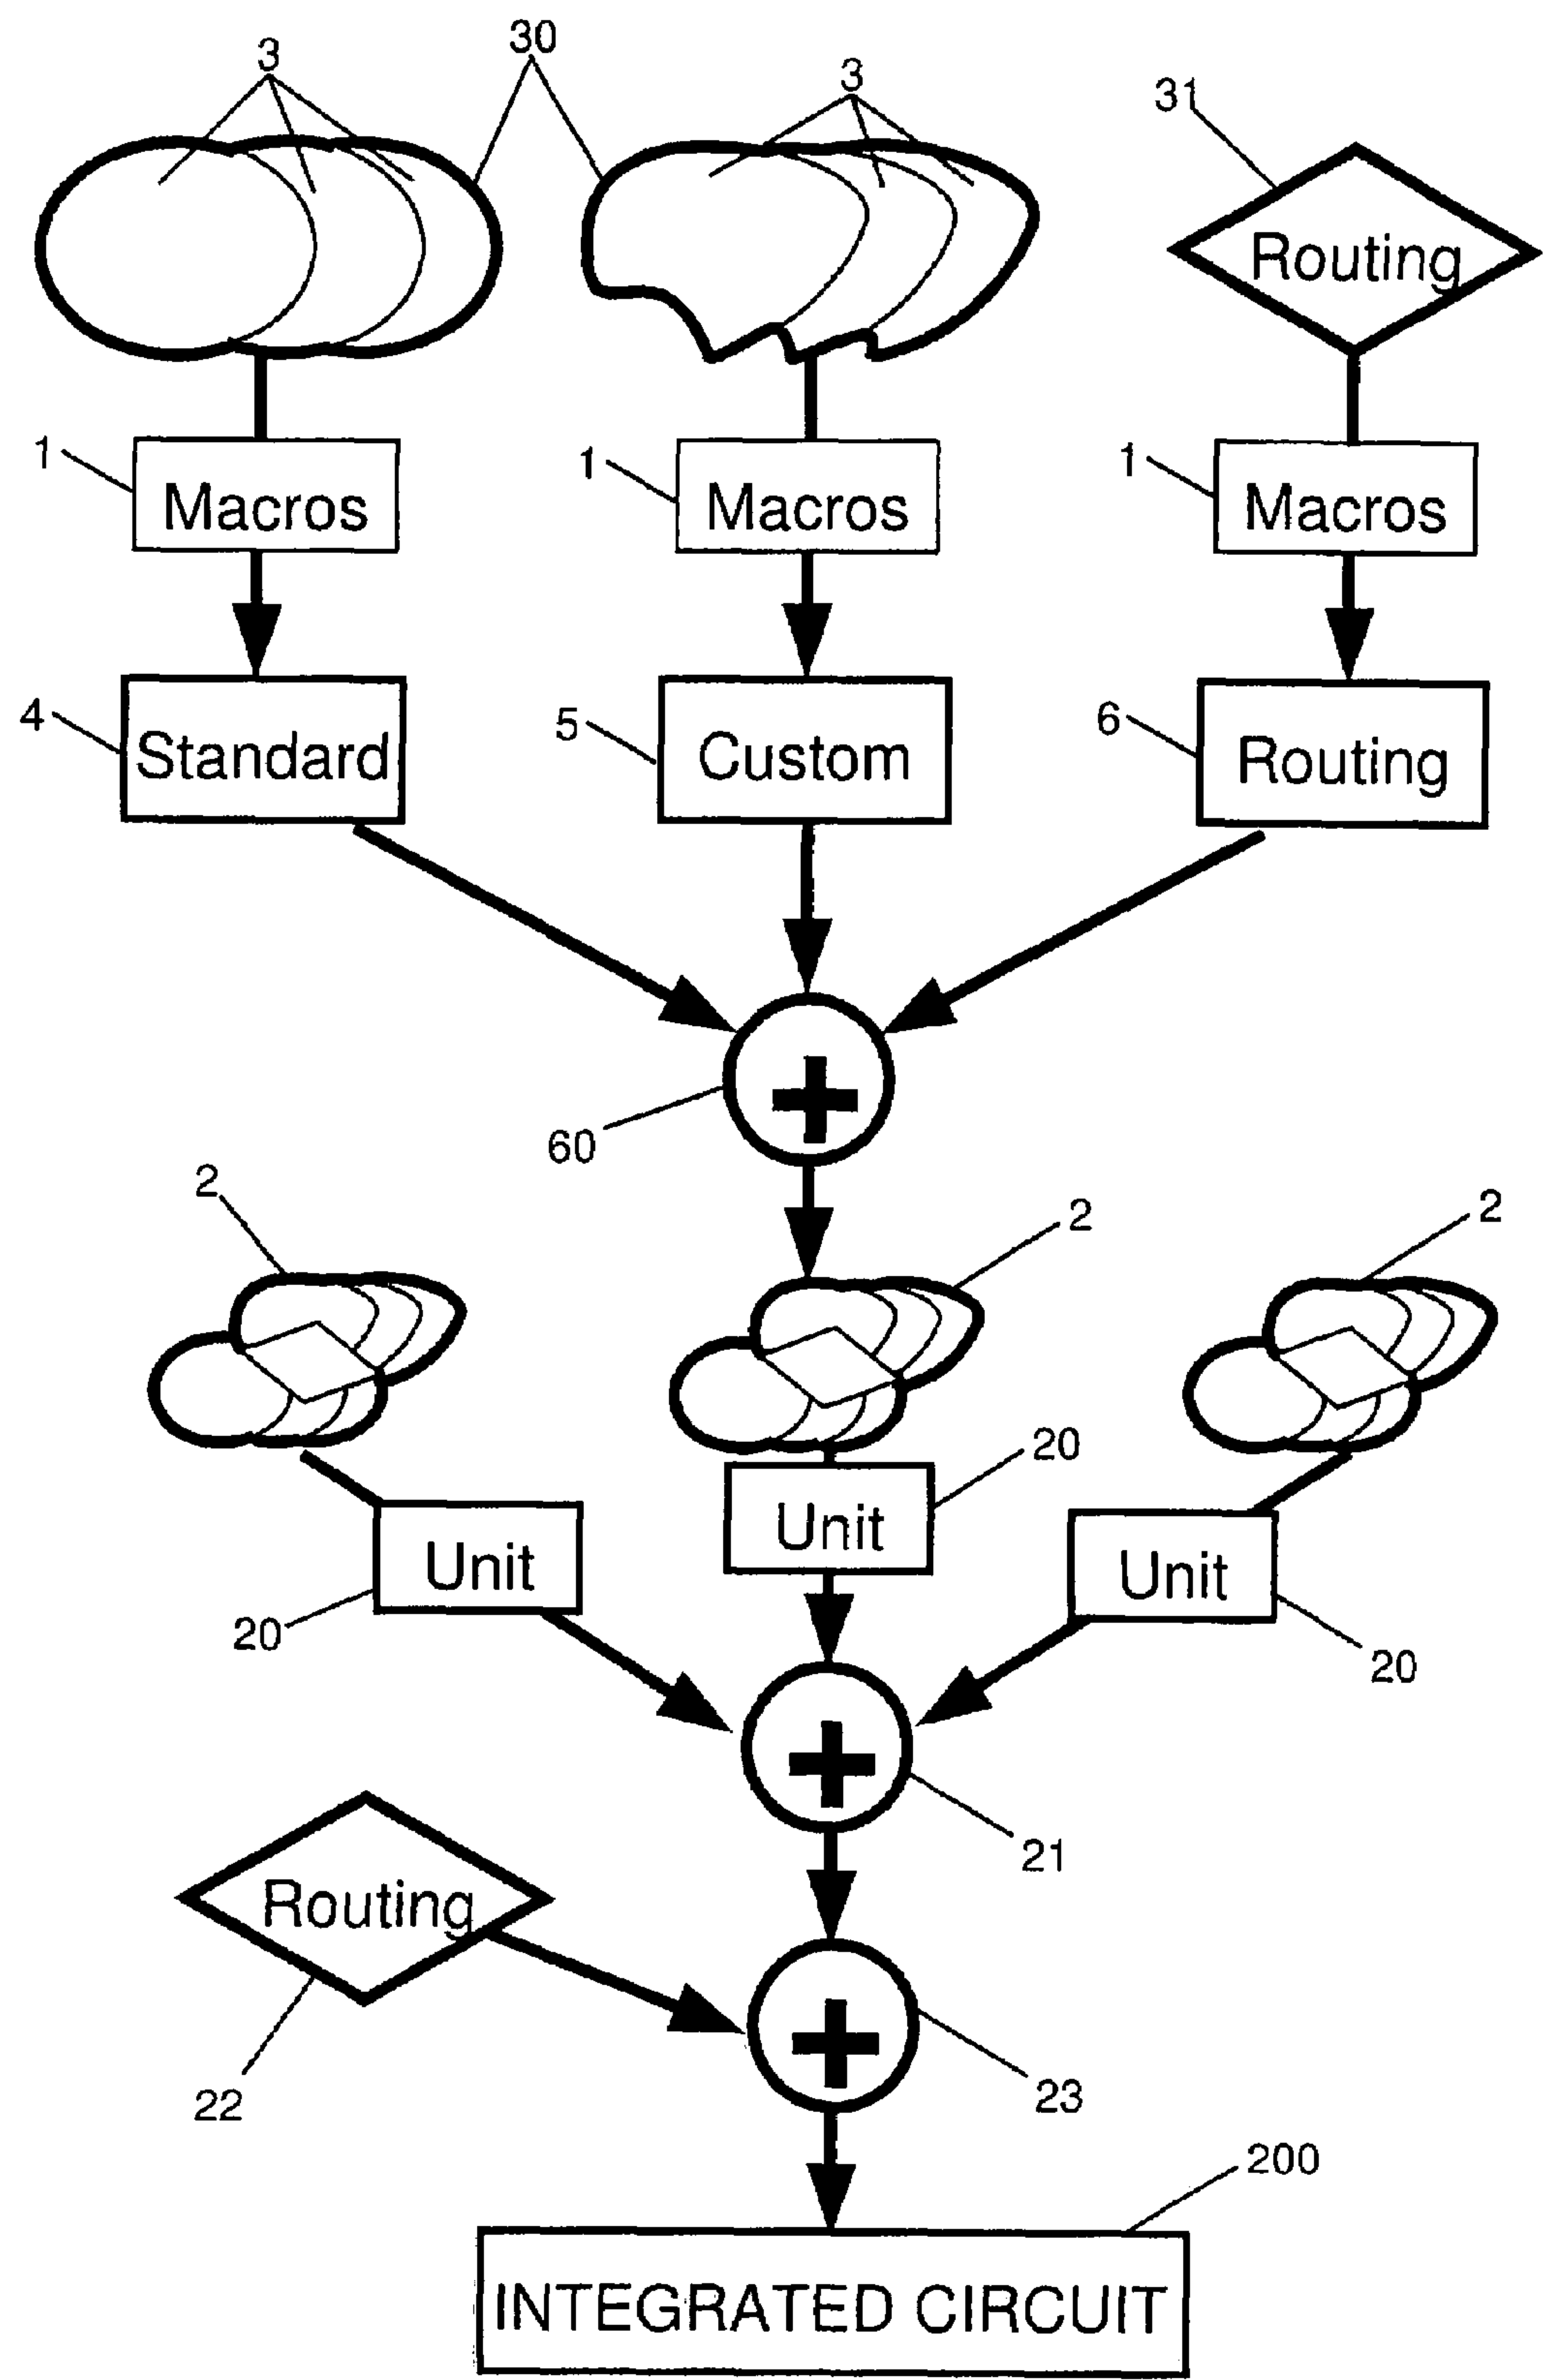 3 30 3 31
Routing
1 1 1
Macros Macros Macros
4 5 6
Standard Custom Routing
60
2 2 2
20
Unit Unit Unit
20 20
21
Routing
22 23
200
INTEGRATED CIRCUIT